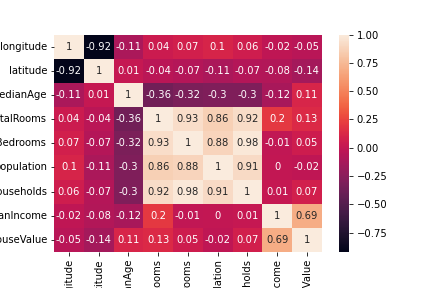 longitude 1 -0.92 -0.11 0.04 0.07 0.1 0.06 -0.02 -0.05
latitude -0.92 1 0.01 -0.04 -0.07 -0.11 -0.07 -0.08 -0.14
edianAge -0.11 0.01 1 -0.36 -0.32 -0.3 -0.3 -0.12 0.11
talRooms 0.04 -0.04 -0.36 1 0.93 0.86 0.92 0.2 0.13
Bedrooms 0.07 -0.07 -0.32 0.93 1 0.88 0.98 -0.01 0.05
opulation 0.1 -0.11 -0.3 0.86 0.88 1 0.91 0 -0.02
ouseholds 0.06 -0.07 -0.3 0.92 0.98 0.91 1 0.01 0.07
anIncome -0.02 -0.08 -0.12 0.2 -0.01 0 0.01 1 0.69
ouseValue -0.05 -0.14 0.11 0.13 0.05 -0.02 0.07 0.69 1
gitude
titude
anAge
ooms
ooms
lation
holds
come
Value
1.00
0.75
0.50
0.25
0.00
−0.25
−0.50
−0.75